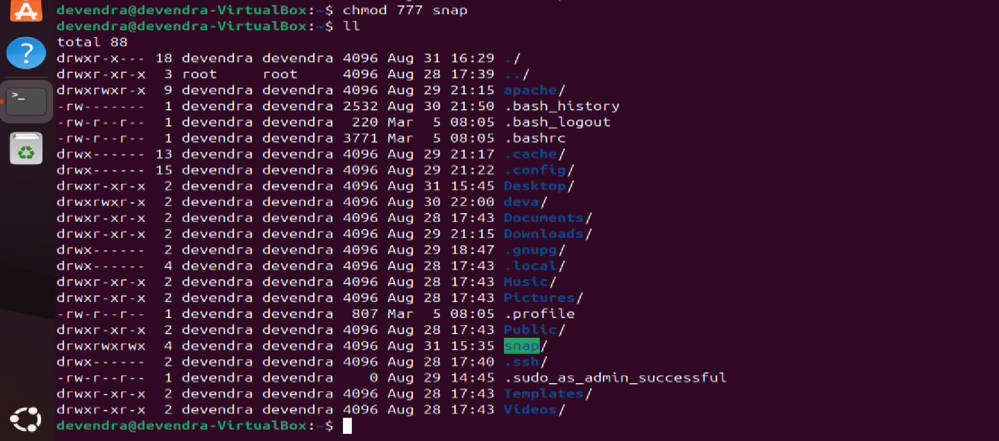 devendra@devendra-VirtualBox:~$ chmod 777 snap
devendra@devendra-VirtualBox:~$ ll
total 88
drwxr-x--- 18 devendra devendra 4096 Aug 31 16:29 ./
drwxr-xr-x  3 root     root     4096 Aug 28 17:39 ../
drwxrwxr-x  9 devendra devendra 4096 Aug 29 21:15 apache/
-rw-------  1 devendra devendra 2532 Aug 30 21:50 .bash_history
-rw-r--r--  1 devendra devendra  220 Mar  5 08:05 .bash_logout
-rw-r--r--  1 devendra devendra 3771 Mar  5 08:05 .bashrc
drwx------ 13 devendra devendra 4096 Aug 29 21:17 .cache/
drwx------ 15 devendra devendra 4096 Aug 29 21:22 .config/
drwxr-xr-x  2 devendra devendra 4096 Aug 31 15:45 Desktop/
drwxrwxr-x  2 devendra devendra 4096 Aug 30 22:00 deva/
drwxr-xr-x  2 devendra devendra 4096 Aug 28 17:43 Documents/
drwxr-xr-x  2 devendra devendra 4096 Aug 29 21:15 Downloads/
drwx------  2 devendra devendra 4096 Aug 29 18:47 .gnupg/
drwx------  4 devendra devendra 4096 Aug 28 17:43 .local/
drwxr-xr-x  2 devendra devendra 4096 Aug 28 17:43 Music/
drwxr-xr-x  2 devendra devendra 4096 Aug 28 17:43 Pictures/
-rw-r--r--  1 devendra devendra  807 Mar  5 08:05 .profile
drwxr-xr-x  2 devendra devendra 4096 Aug 28 17:43 Public/
drwxrwxrwx  4 devendra devendra 4096 Aug 31 15:35 snap/
drwx------  2 devendra devendra 4096 Aug 28 17:40 .ssh/
-rw-r--r--  1 devendra devendra    0 Aug 29 14:45 .sudo_as_admin_successful
drwxr-xr-x  2 devendra devendra 4096 Aug 28 17:43 Templates/
drwxr-xr-x  2 devendra devendra 4096 Aug 28 17:43 Videos/
devendra@devendra-VirtualBox:~$